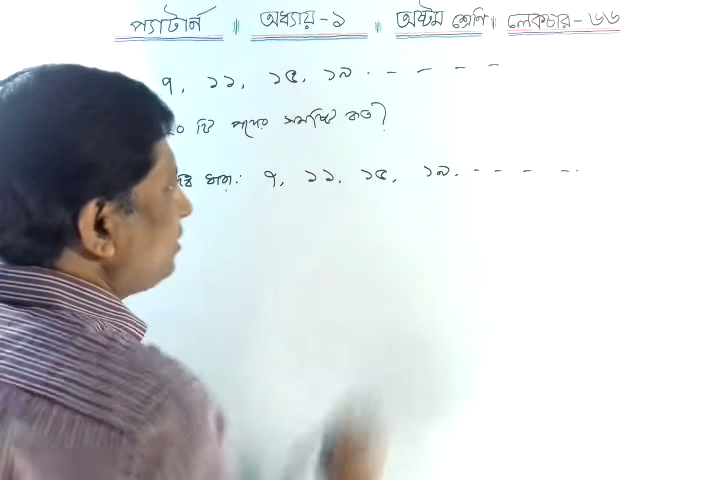 প্যাটার্ন । অধ্যায় - ১ । অষ্টম শ্রেণি । লেকচার - ৬৬
৭, ১১, ১৫, ১৯. - - - -
টি পদের সমষ্টি কত?
ধারা: ৭, ১১, ১৫, ১৯. - - - -